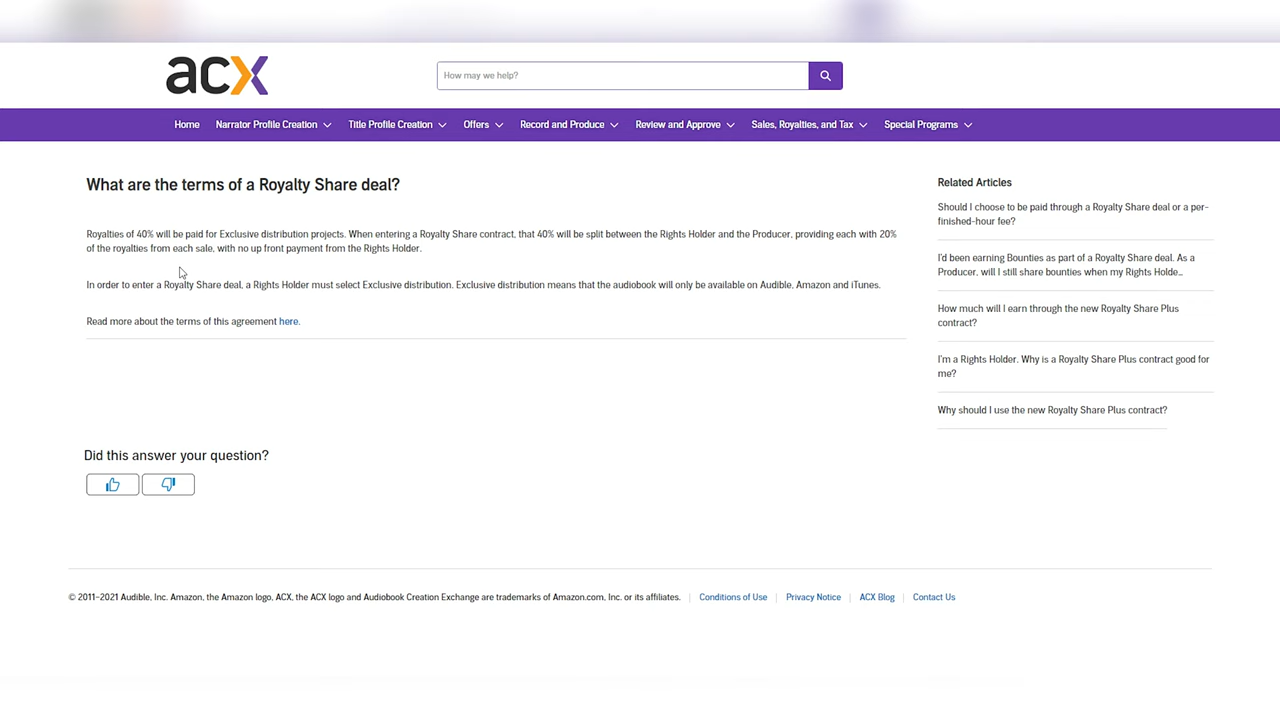 acx
How may we help?
Home Narrator Profile Creation Title Profile Creation Offers Record and Produce Review and Approve Sales, Royalties, and Tax Special Programs
What are the terms of a Royalty Share deal?
Royalties of 40% will be paid for Exclusive distribution projects. When entering a Royalty Share contract, that 40% will be split between the Rights Holder and the Producer, providing each with 20%
of the royalties from each sale, with no up front payment from the Rights Holder.
In order to enter a Royalty Share deal, a Rights Holder must select Exclusive distribution. Exclusive distribution means that the audiobook will only be available on Audible, Amazon and iTunes.
Read more about the terms of this agreement here.
Did this answer your question?
Related Articles
Should I choose to be paid through a Royalty Share deal or a per-
finished-hour fee?
I'd been earning Bounties as part of a Royalty Share deal. As a
Producer, will I still share bounties when my Rights Holde...
How much will I earn through the new Royalty Share Plus
contract?
I'm a Rights Holder. Why is a Royalty Share Plus contract good for
me?
Why should I use the new Royalty Share Plus contract?
© 2011-2021 Audible, Inc. Amazon, the Amazon logo, ACX, the ACX logo and Audiobook Creation Exchange are trademarks of Amazon.com, Inc. or its affiliates. | Conditions of Use | Privacy Notice | ACX Blog | Contact Us